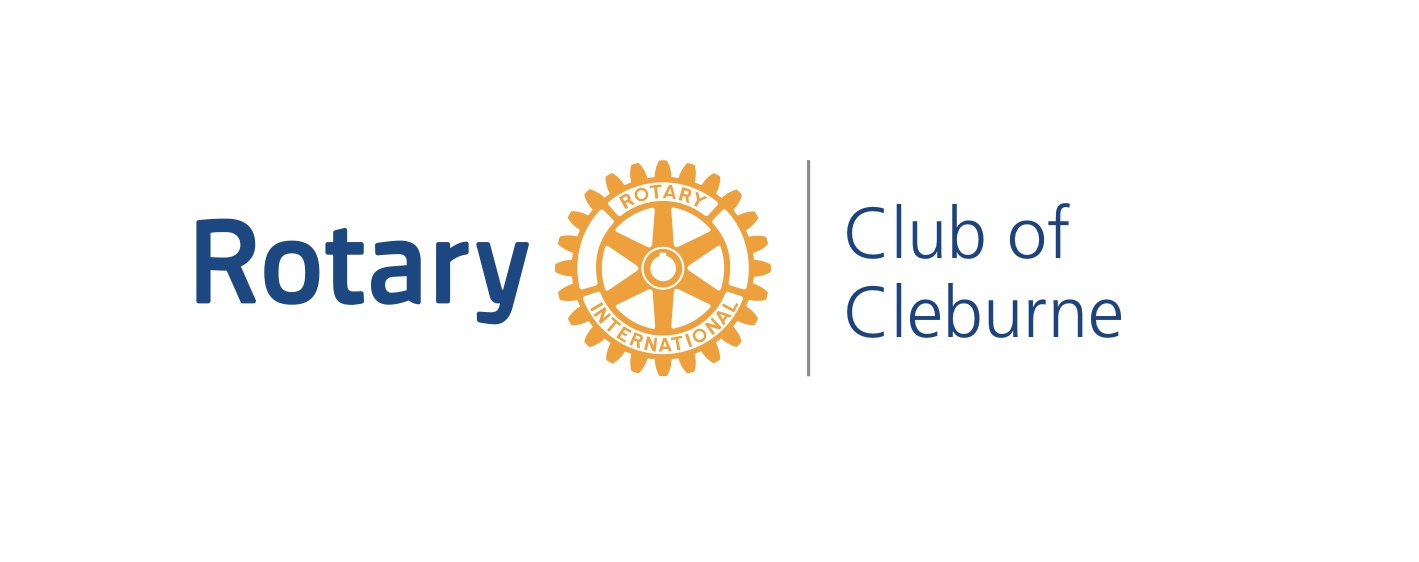 Rotary
ROTARY
INTERNATIONAL
Club of
Cleburne